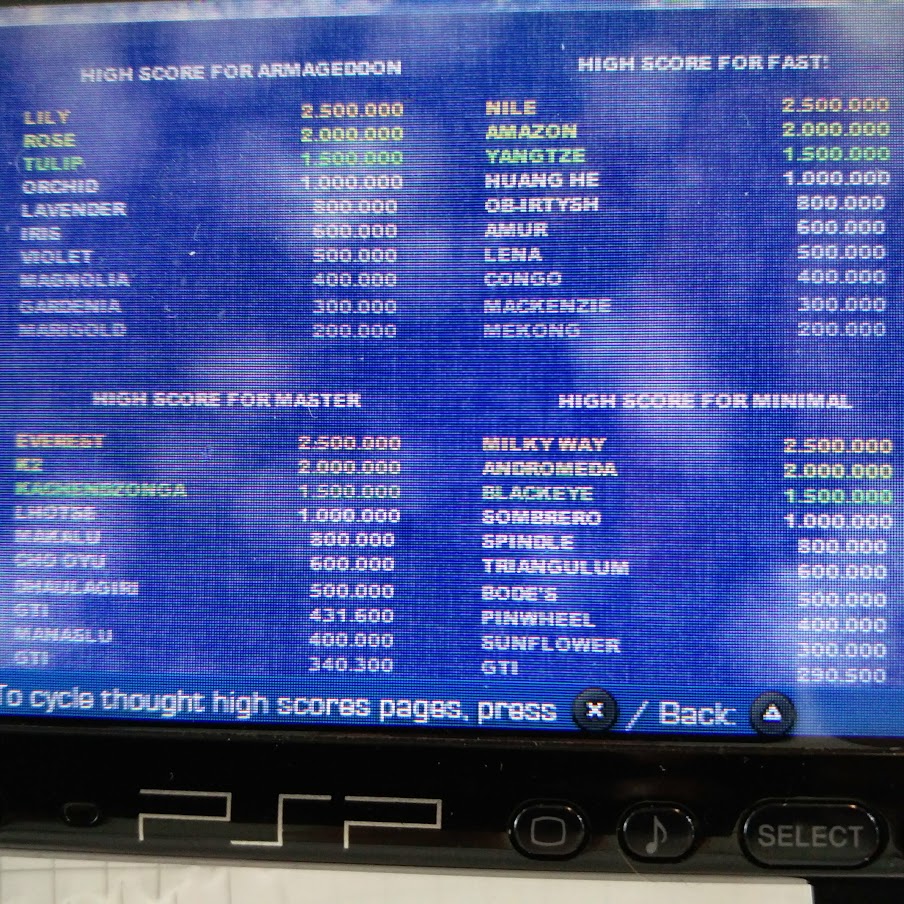 HIGH SCORE FOR ARMAGEDDON
LILY 2.500.000
ROSE 2.000.000
TULIP 1.500.000
ORCHID 1.000.000
LAVENDER 800.000
IRIS 600.000
VIOLET 500.000
MAGNOLIA 400.000
GARDENIA 300.000
MARIGOLD 200.000
HIGH SCORE FOR FAST!
NILE 2.500.000
AMAZON 2.000.000
YANGTZE 1.500.000
HUANG HE 1.000.000
OB-IRTYSH 800.000
AMUR 600.000
LENA 500.000
CONGO 400.000
MACKENZIE 300.000
MEKONG 200.000
HIGH SCORE FOR MASTER
EVEREST 2.500.000
K2 2.000.000
KACHENDZONGA 1.500.000
LHOTSE 1.000.000
MAKALU 800.000
CHO OYU 600.000
DHAULAGIRI 500.000
GTI 431.600
MANASLU 400.000
GTI 340.300
HIGH SCORE FOR MINIMAL
MILKY WAY 2.500.000
ANDROMEDA 2.000.000
BLACKEYE 1.500.000
SOMBRERO 1.000.000
SPINDLE 800.000
TRIANGULUM 600.000
BODE'S 500.000
PINWHEEL 400.000
SUNFLOWER 300.000
GTI 290.500
To cycle thought high scores pages, press X / Back:
PSP
SELECT